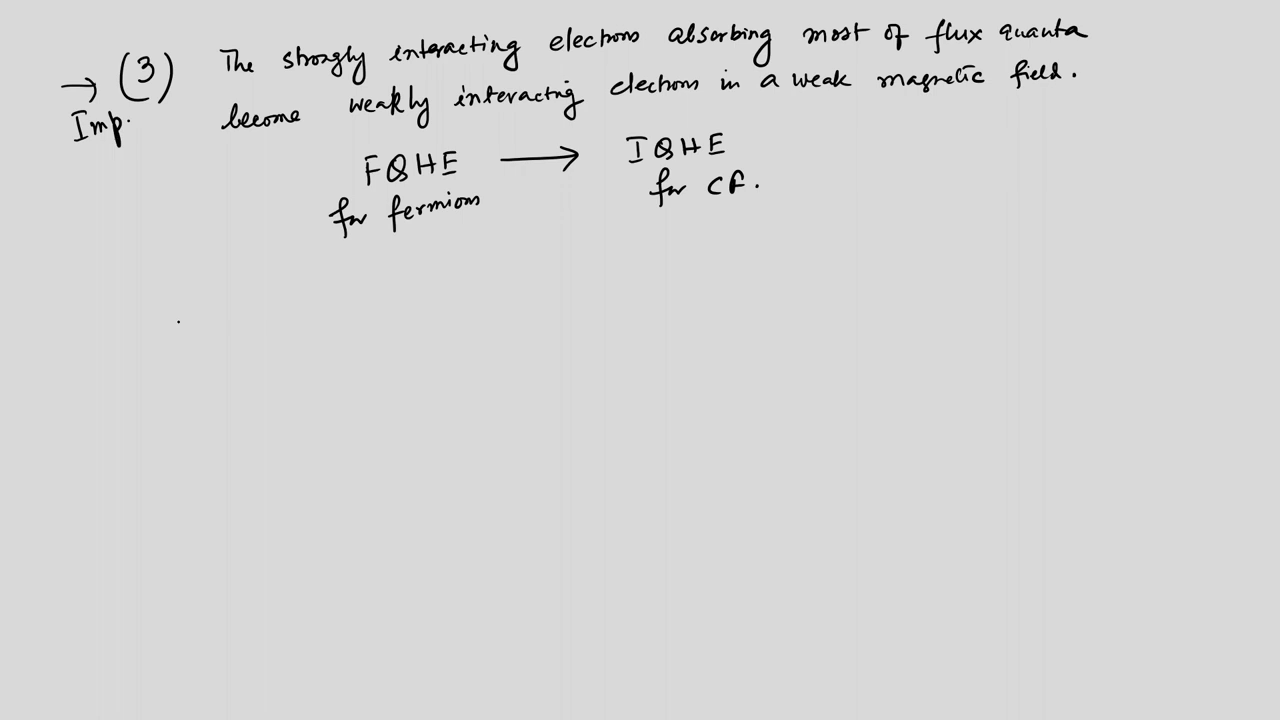 → (3) The strongly interacting electrons absorbing most of flux quanta
Imp. become weakly interacting electrons in a weak magnetic field.
FQHE → IQHE
for fermions for CF.